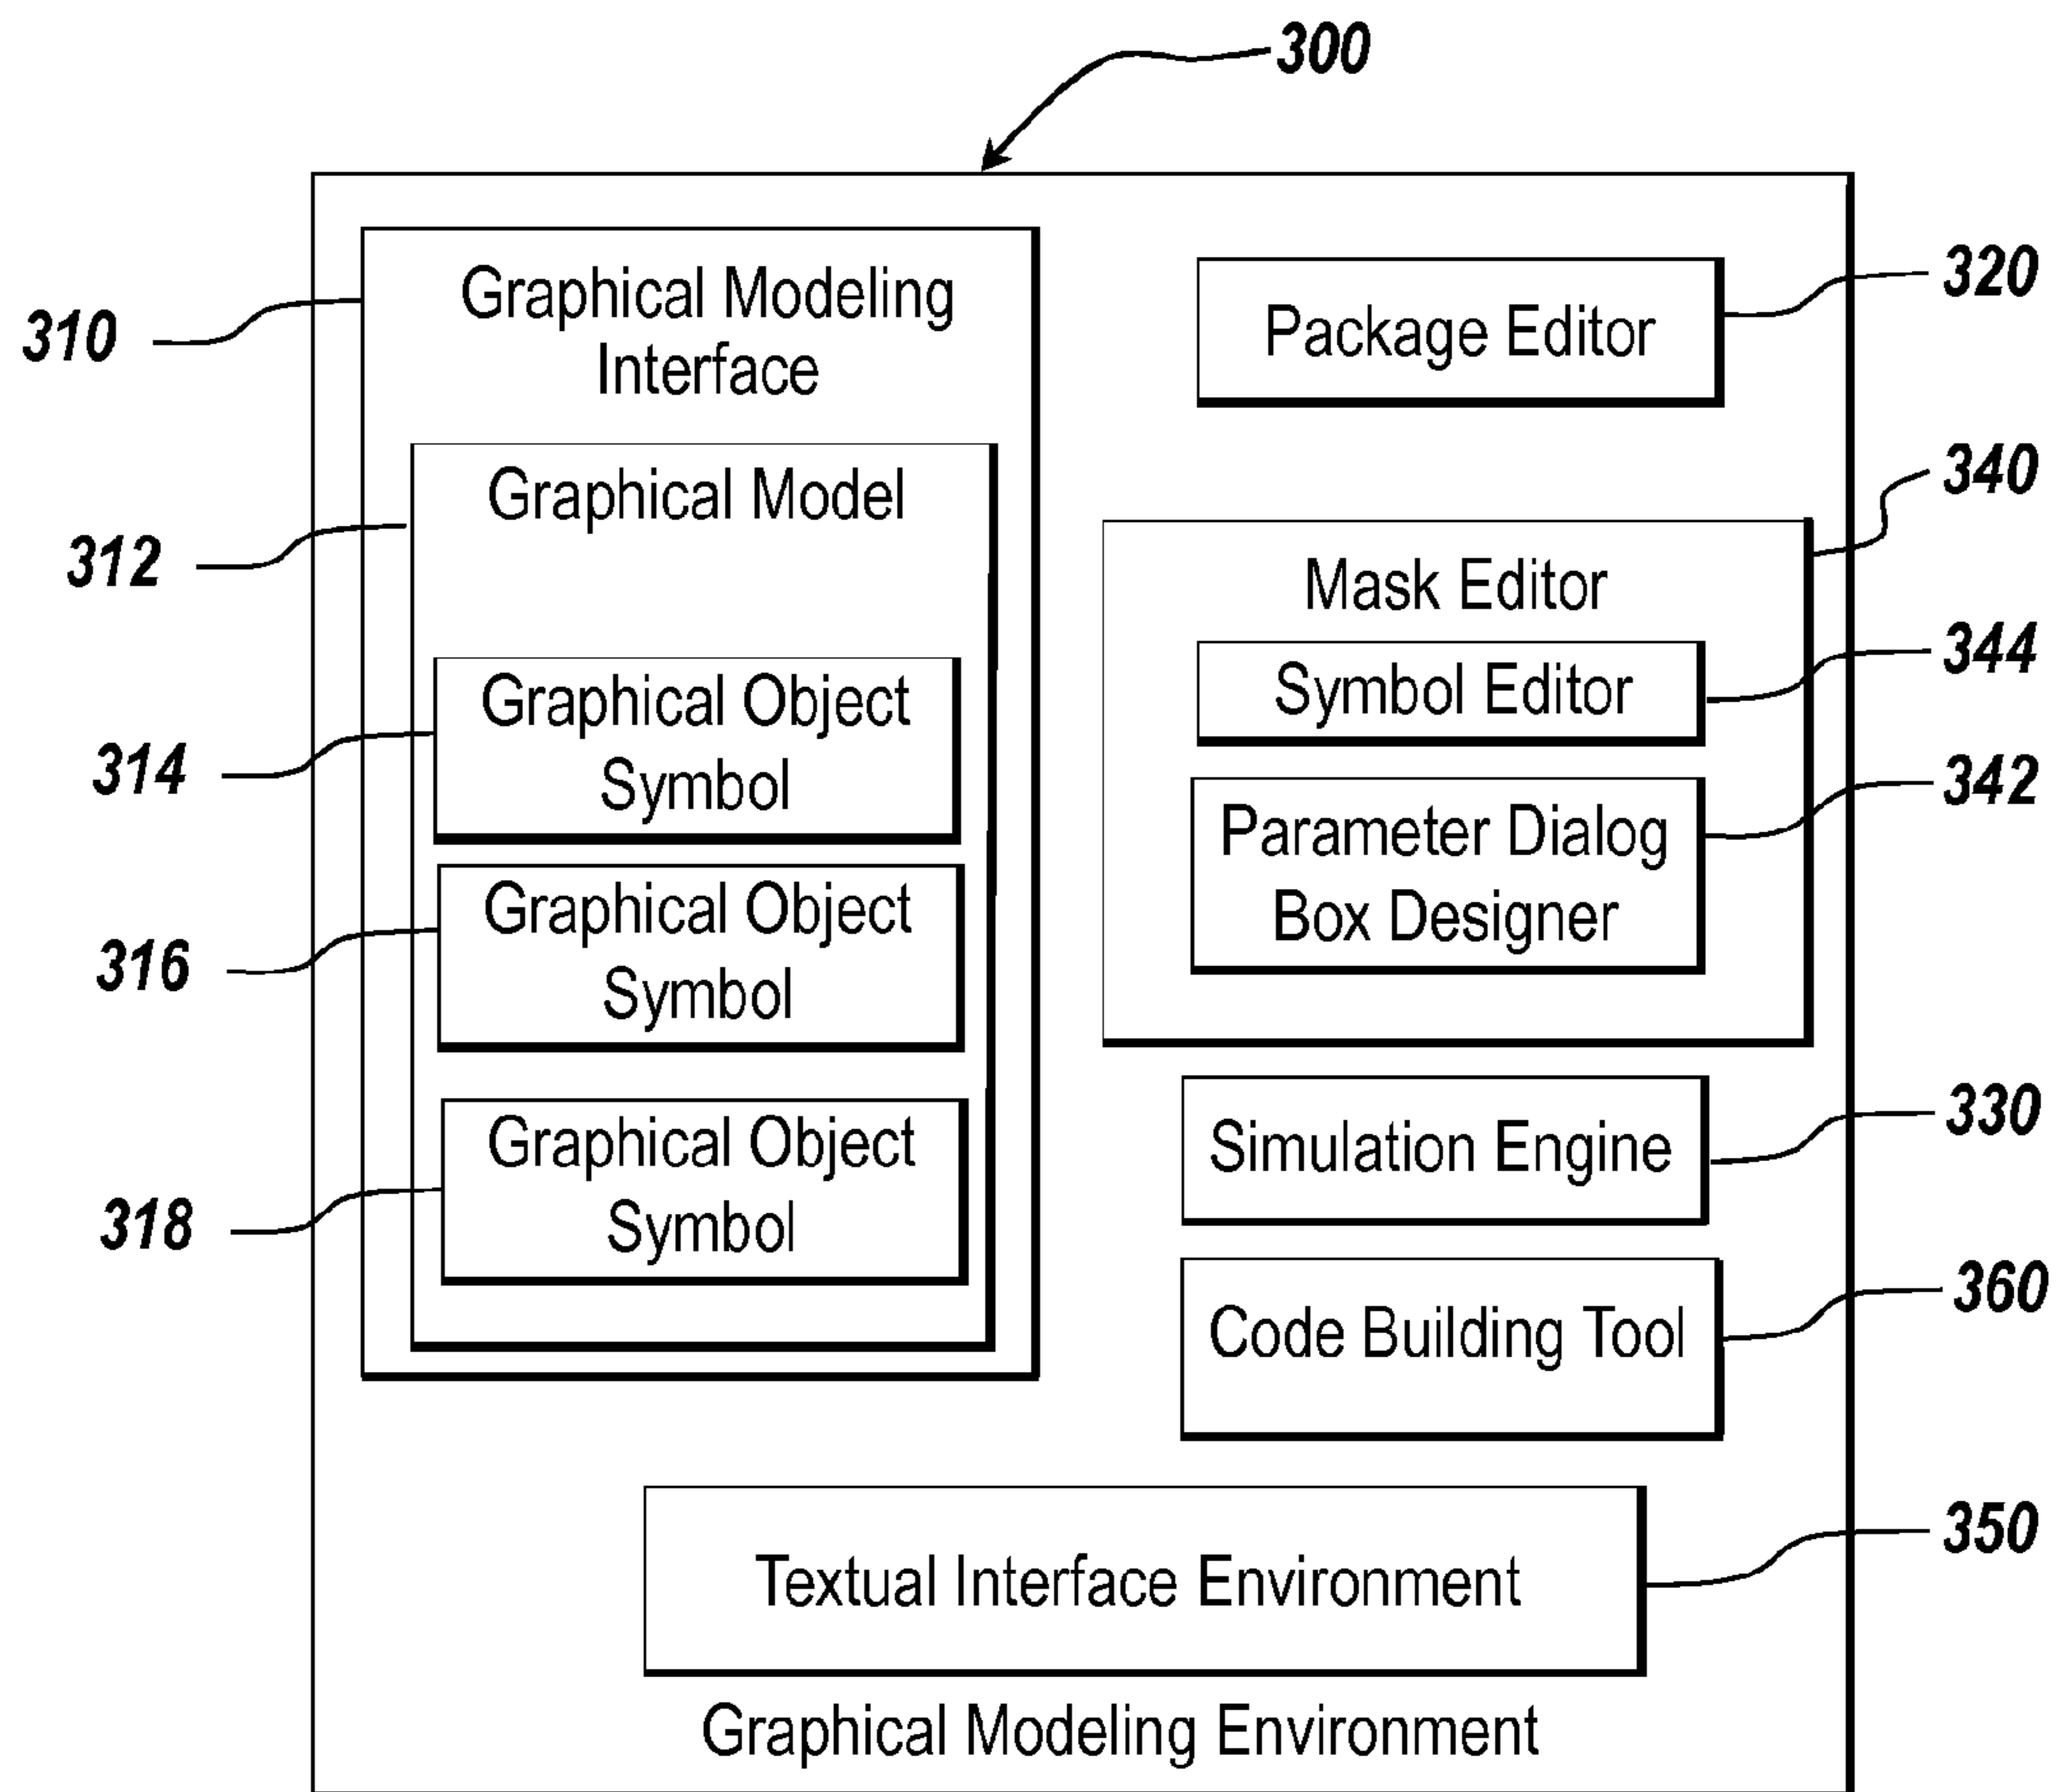 300
310
Graphical Modeling
Interface
312
Graphical Model
314
Graphical Object
Symbol
316
Graphical Object
Symbol
318
Graphical Object
Symbol
320
Package Editor
340
Mask Editor
344
Symbol Editor
342
Parameter Dialog
Box Designer
330
Simulation Engine
360
Code Building Tool
350
Textual Interface Environment
Graphical Modeling Environment